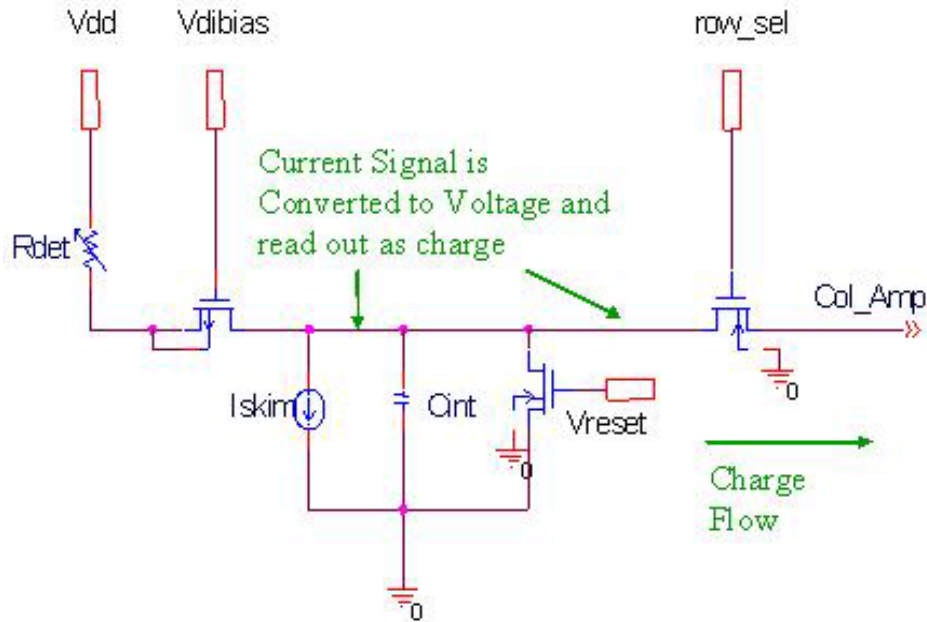 Vdd
Vdibias
row_sel
Current Signal is
Converted to Voltage and
read out as charge
Rdet
Col_Amp
Iskim
Cint
Vreset
0
0
Charge
Flow
0